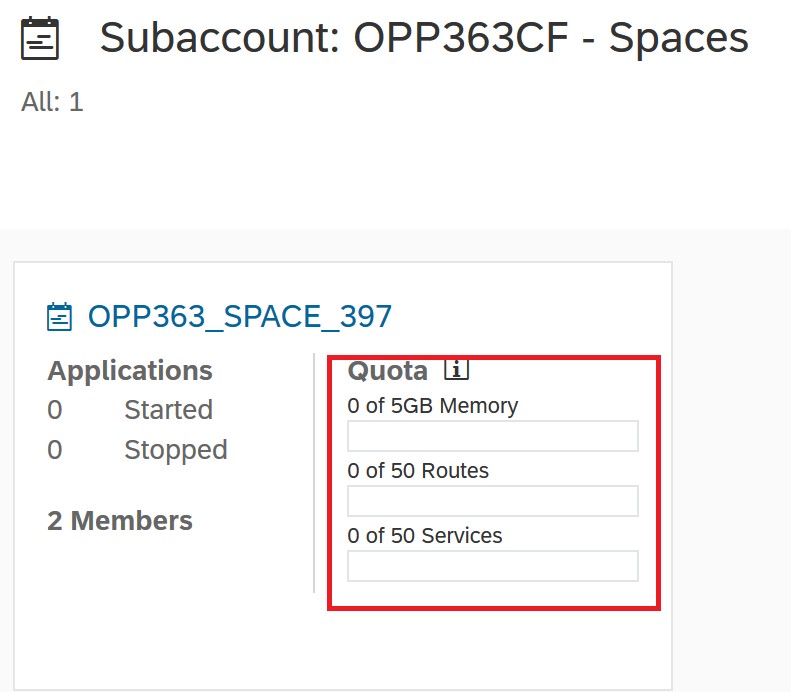 Subaccount: OPP363CF - Spaces
All: 1
OPP363_SPACE_397
Applications
0 Started
0 Stopped
2 Members
Quota
0 of 5GB Memory
0 of 50 Routes
0 of 50 Services